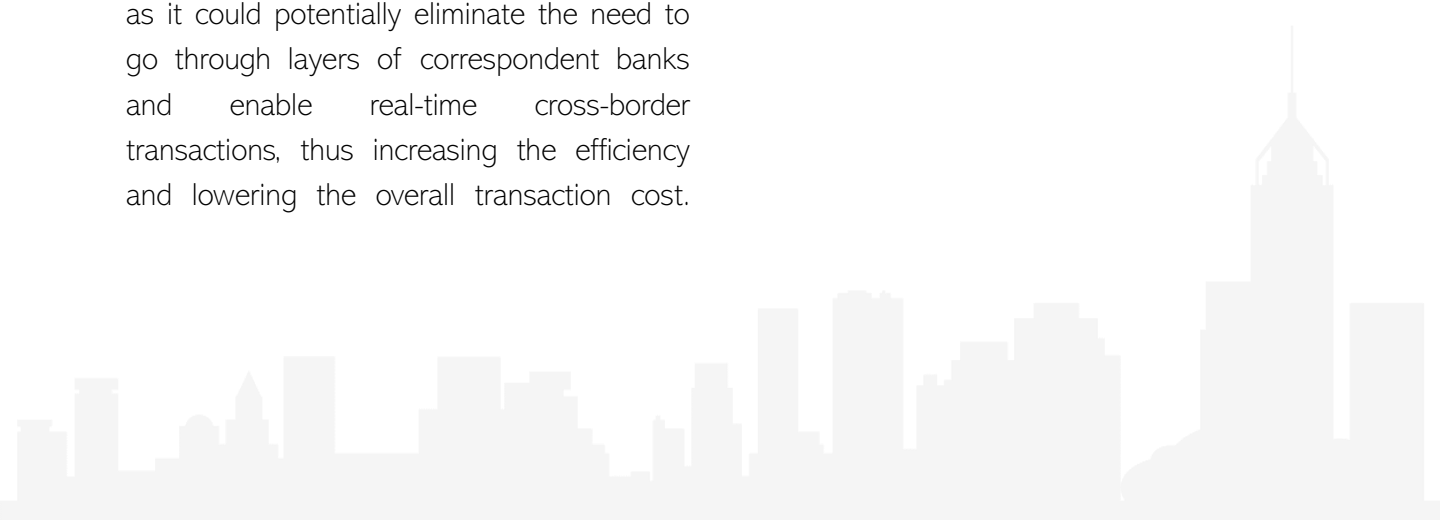 as it could potentially eliminate the need to
go through layers of correspondent banks
and enable real-time cross-border
transactions, thus increasing the efficiency
and lowering the overall transaction cost.